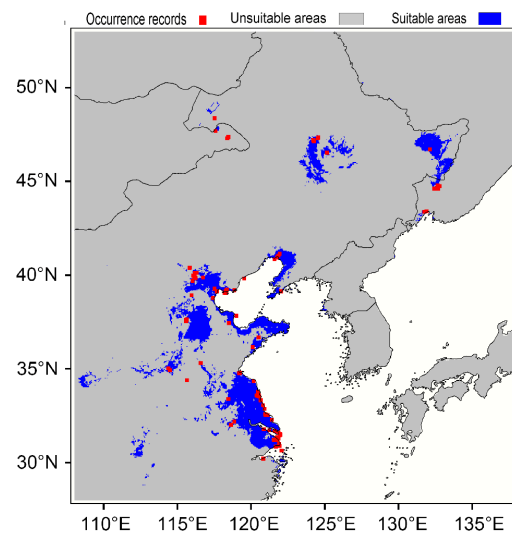 Occurrence records Unsuitable areas Suitable areas
50°N
45°N
40°N
35°N
30°N
110°E 115°E 120°E 125°E 130°E 135°E